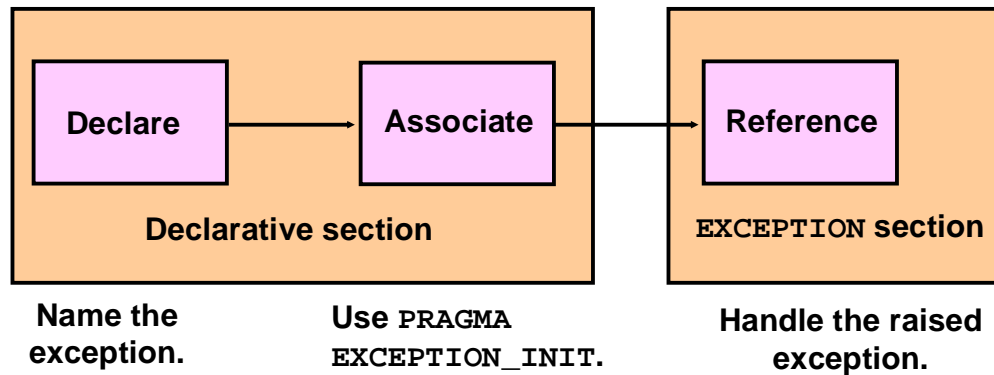 Declare
Associate
Reference
Declarative section
EXCEPTION section
Name the
exception.
Use PRAGMA
EXCEPTION_INIT.
Handle the raised
exception.